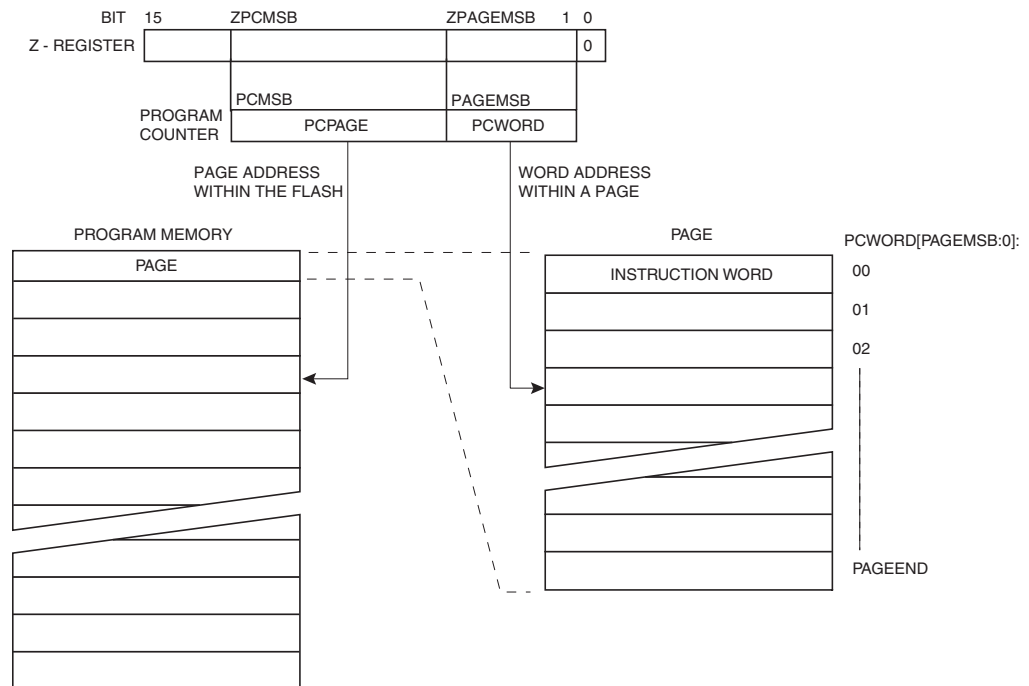 BIT 15 ZPCMSB ZPAGEMSB 1 0
Z - REGISTER 0
PCMSB PAGEMSB
PROGRAM
COUNTER
PCPAGE PCWORD
PAGE ADDRESS
WITHIN THE FLASH
WORD ADDRESS
WITHIN A PAGE
PROGRAM MEMORY
PAGE
PAGE
PCWORD[PAGEMSB:0]:
INSTRUCTION WORD 00
01
02
PAGEEND